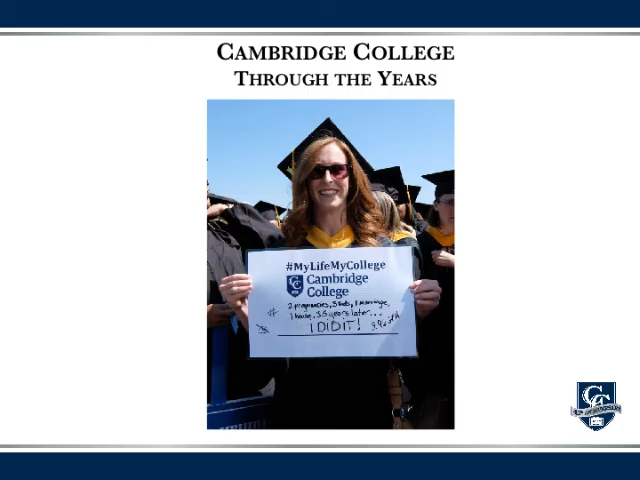 CAMBRIDGE COLLEGE
THROUGH THE YEARS
#MyLifeMyCollege
Cambridge
College
# 2 pregnancies, 3 kids, 1 marriage,
1 house, 3.5 years later...
I DID IT!